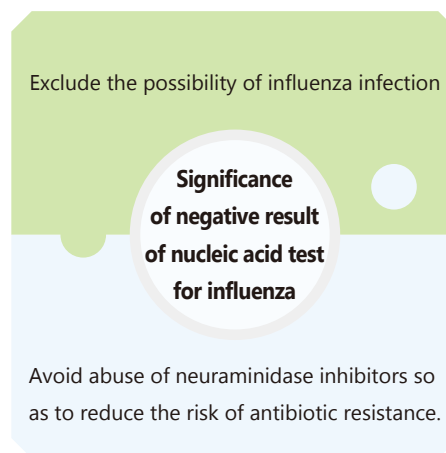 Exclude the possibility of influenza infection
Significance
of negative result
of nucleic acid test
for influenza
Avoid abuse of neuraminidase inhibitors so
as to reduce the risk of antibiotic resistance.